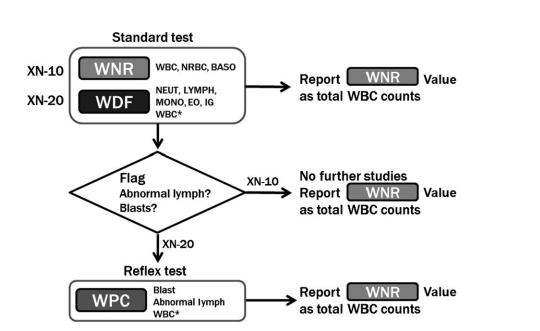 Standard test
XN-10
WNR
WBC, NRBC, BASO
XN-20
WDF
NEUT, LYMPH,
MONO, EO, IG
WBC*
Report WNR Value
as total WBC counts
Flag
Abnormal lymph?
Blasts?
XN-10
No further studies
Report WNR Value
as total WBC counts
XN-20
Reflex test
WPC
Blast
Abnormal lymph
WBC*
Report WNR Value
as total WBC counts